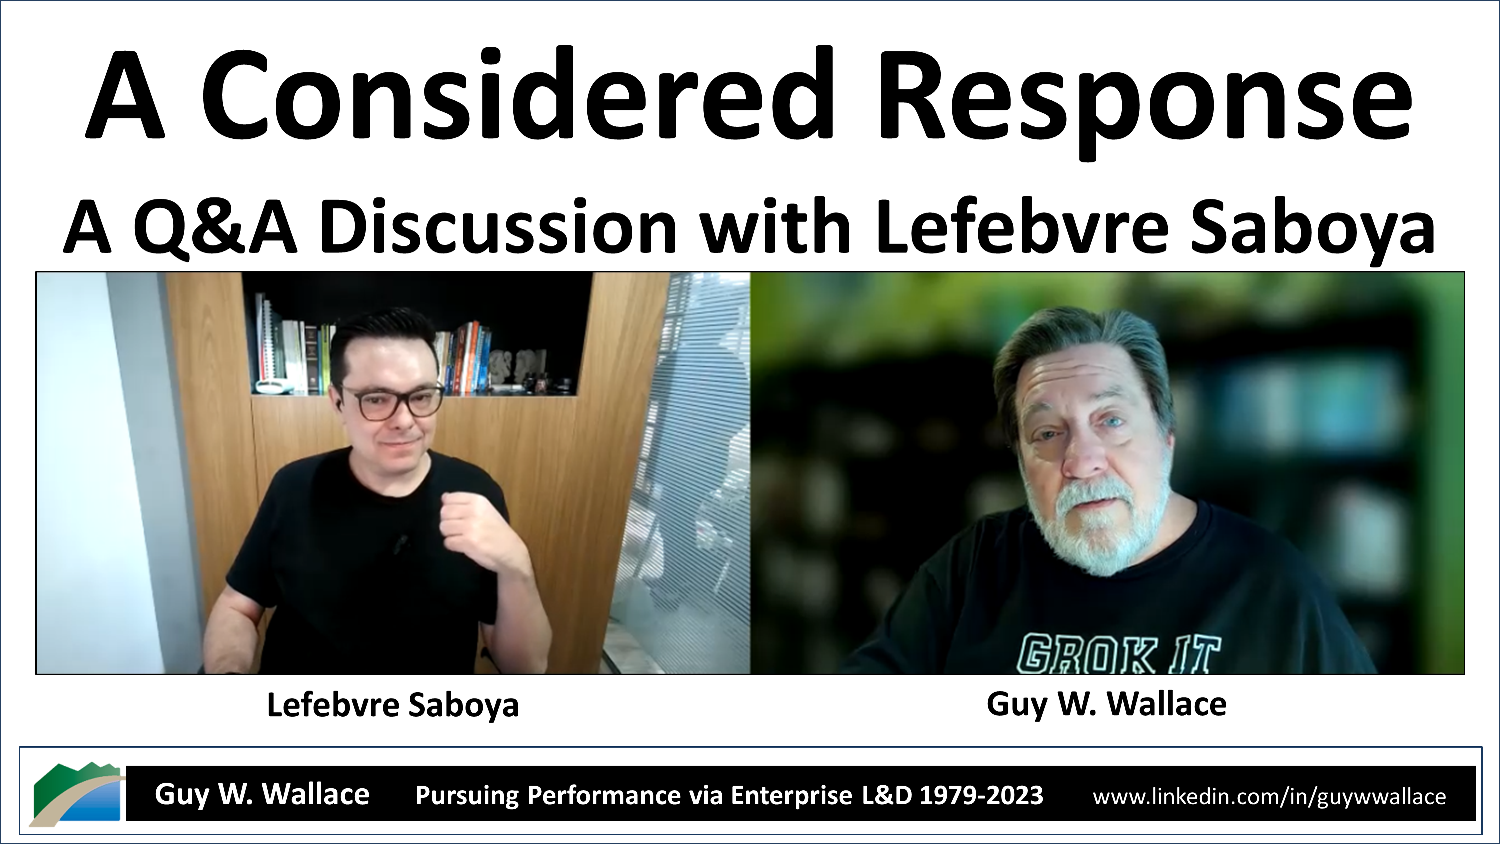 A Considered Response
A Q&A Discussion with Lefebvre Saboya
GROK IT
Lefebvre Saboya
Guy W. Wallace
Guy W. Wallace Pursuing Performance via Enterprise L&D 1979-2023 www.linkedin.com/in/guywwallace